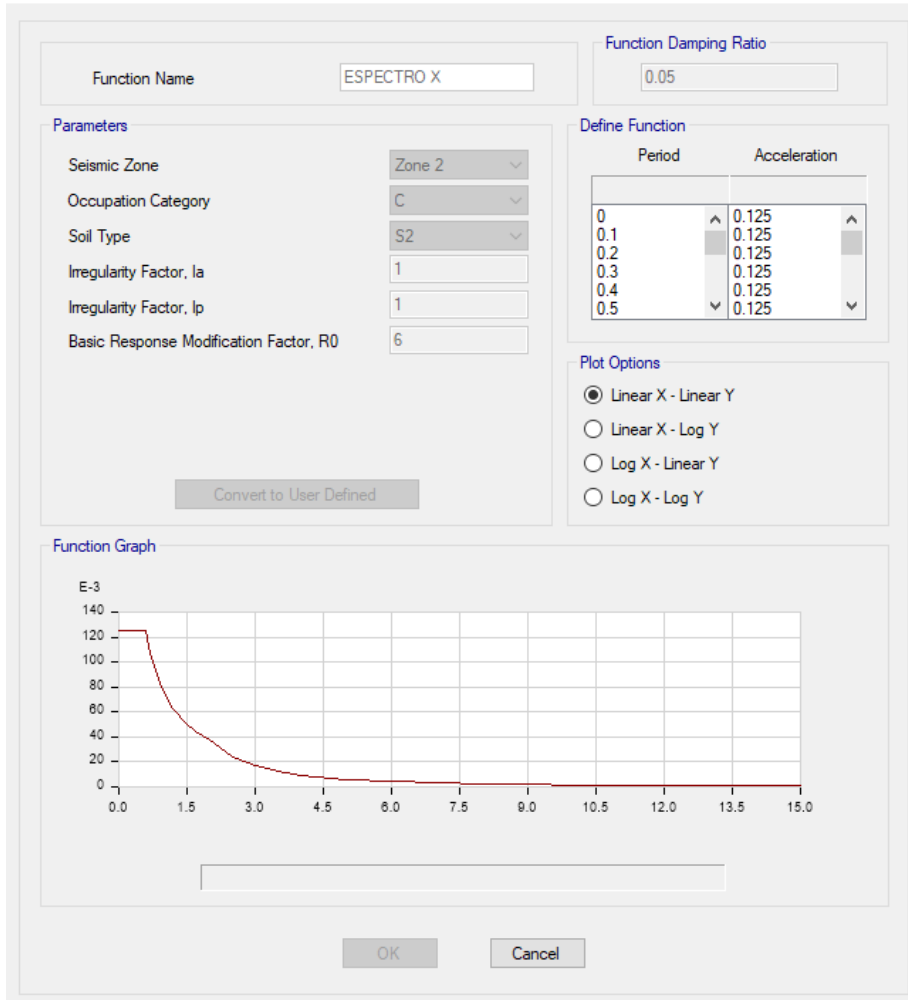 Function Name
ESPECTRO X
Function Damping Ratio
0.05
Parameters
Seismic Zone
Zone 2
Occupation Category
C
Soil Type
S2
Irregularity Factor, Ia
1
Irregularity Factor, Ip
1
Basic Response Modification Factor, R0
6
Convert to User Defined
Define Function
Period Acceleration
0 0.125
0.1 0.125
0.2 0.125
0.3 0.125
0.4 0.125
0.5 0.125
Plot Options
Linear X - Linear Y
Linear X - Log Y
Log X - Linear Y
Log X - Log Y
Function Graph
E-3
140
120
100
80
60
40
20
0
0.0 1.5 3.0 4.5 6.0 7.5 9.0 10.5 12.0 13.5 15.0
OK
Cancel